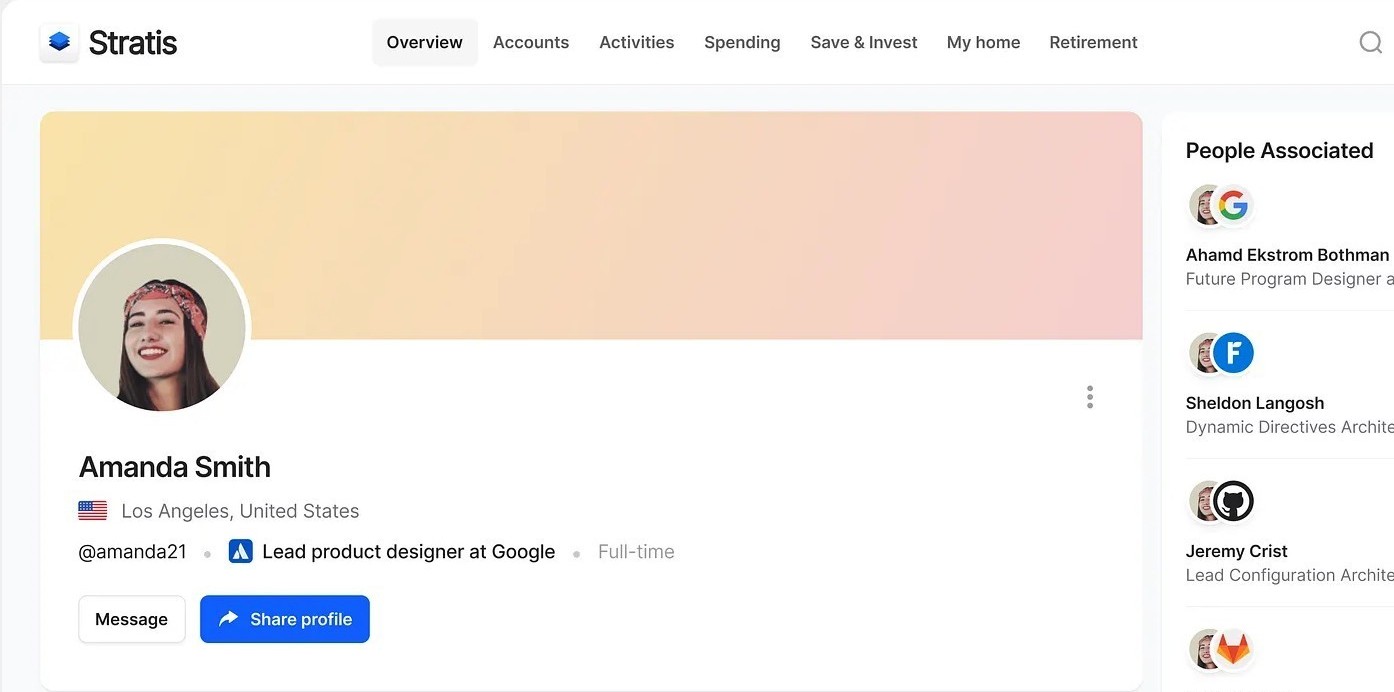 Stratis
Overview Accounts Activities Spending Save & Invest My home Retirement
Amanda Smith
Los Angeles, United States
@amanda21 • Lead product designer at Google • Full-time
Message Share profile
People Associated
Ahamd Ekstrom Bothman
Future Program Designer a
Sheldon Langosh
Dynamic Directives Archite
Jeremy Crist
Lead Configuration Archite